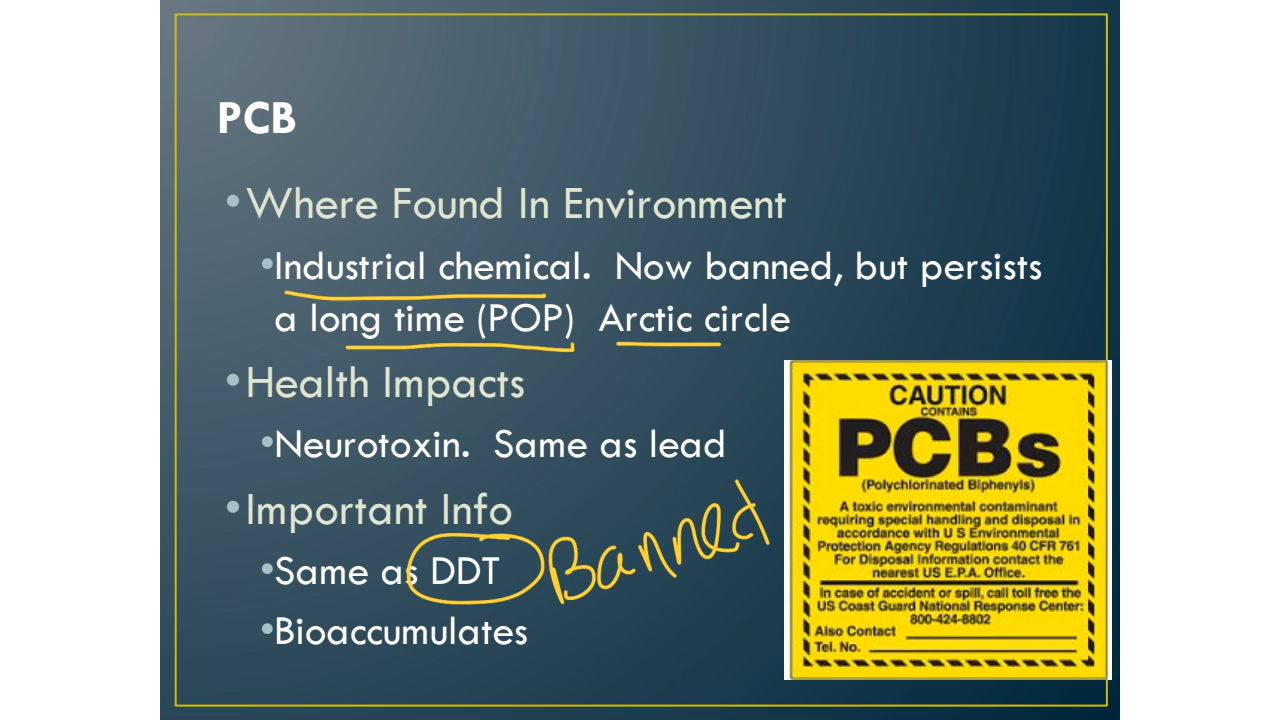 PCB
•Where Found In Environment
•Industrial chemical.  Now banned, but persists
a long time (POP)  Arctic circle
•Health Impacts
•Neurotoxin.  Same as lead
•Important Info
•Same as DDT
Banned
•Bioaccumulates
CAUTION
CONTAINS
PCBs
(Polychlorinated Biphenyls)
A toxic environmental contaminant
requiring special handling and disposal in
accordance with U S Environmental
Protection Agency Regulations 40 CFR 761
For Disposal Information contact the
nearest US E.P.A. Office.
In case of accident or spill, call toll free the
US Coast Guard National Response Center:
800-424-8802
Also Contact
Tel. No.